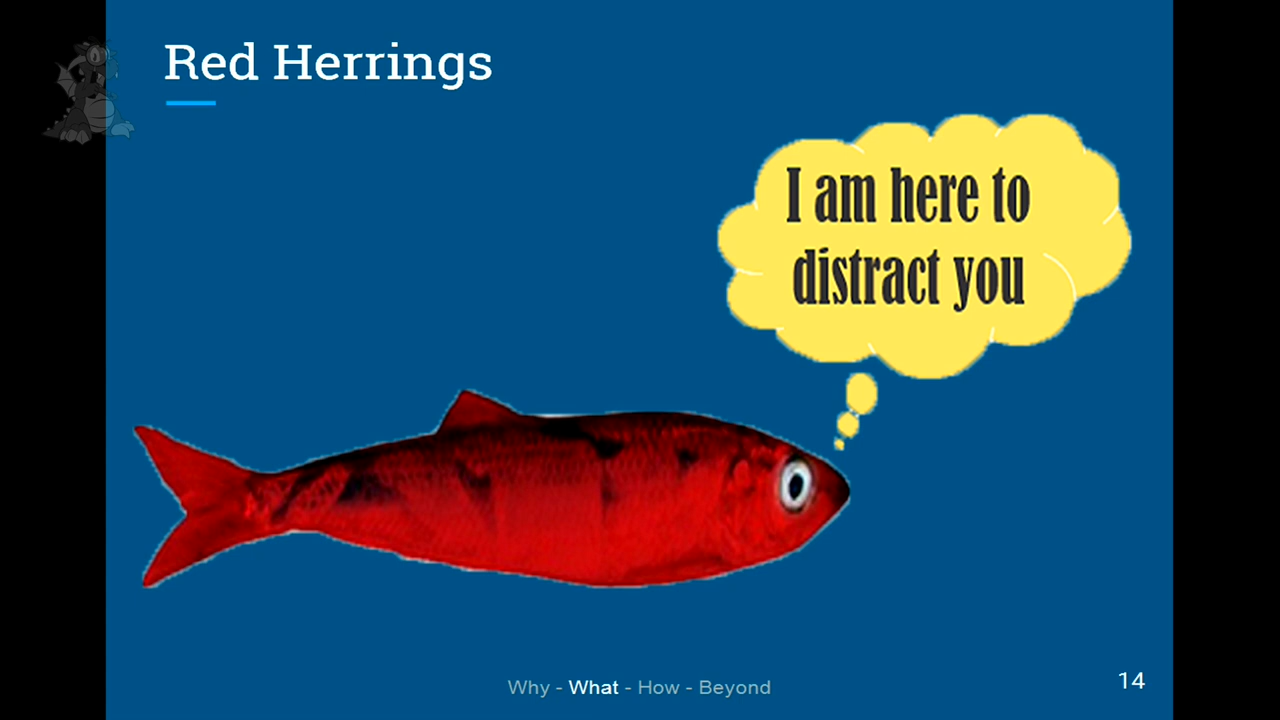 Red Herrings
I am here to
distract you
Why - What - How - Beyond
14